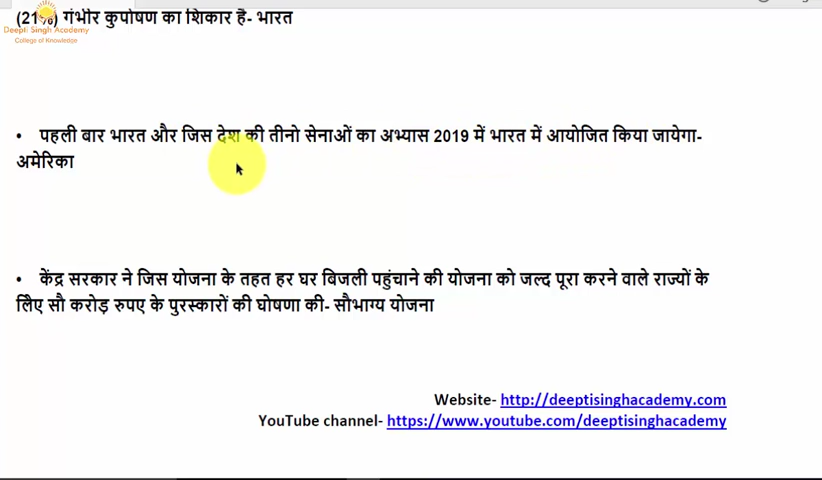 (21%) गंभीर कुपोषण का शिकार है- भारत
Deepti Singh Academy
College of Knowledge
• पहली बार भारत और जिस देश की तीनो सेनाओं का अभ्यास 2019 में भारत में आयोजित किया जायेगा-
अमेरिका
• केंद्र सरकार ने जिस योजना के तहत हर घर बिजली पहुंचाने की योजना को जल्द पूरा करने वाले राज्यों के
लिए सौ करोड़ रुपए के पुरस्कारों की घोषणा की- सौभाग्य योजना
Website- http://deeptisinghacademy.com
YouTube channel- https://www.youtube.com/deeptisinghacademy